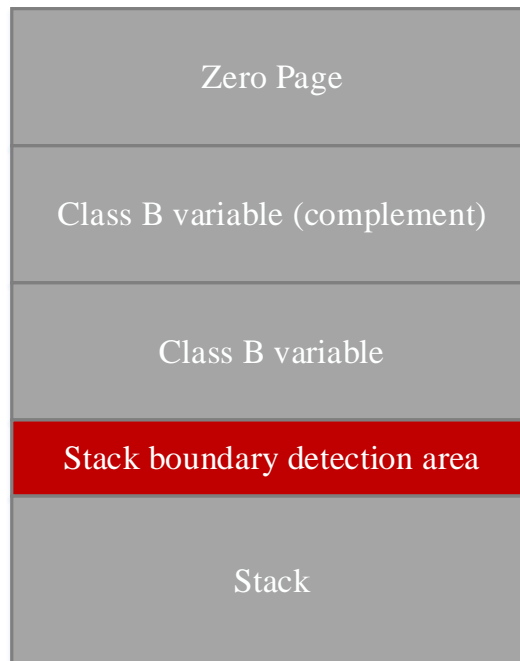 Zero Page
Class B variable (complement)
Class B variable
Stack boundary detection area
Stack